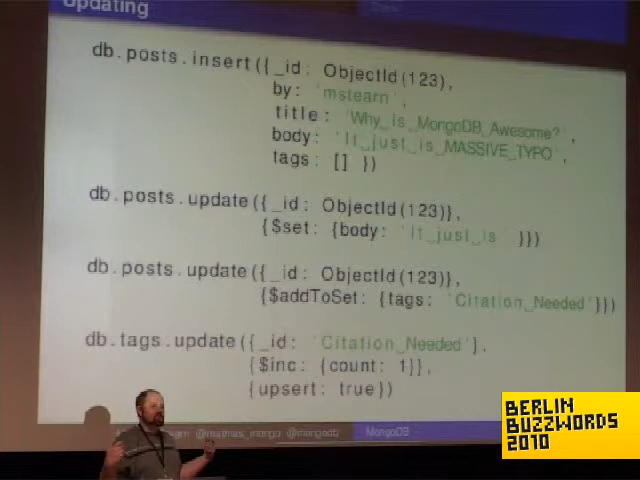 Updating
db.posts.insert({_id: ObjectId(123),
by: 'mstearn',
title: 'Why_is_MongoDB_Awesome?',
body: 'It_just_is_MASSIVE_TYPO',
tags: [] })
db.posts.update({_id: ObjectId(123)},
{$set: {body: 'It_just_is' }})
db.posts.update({_id: ObjectId(123)},
{$addToSet: {tags: 'Citation_Needed'}})
db.tags.update({_id: 'Citation_Needed'},
{$inc: {count: 1}},
{upsert: true})
@mathias_mongo @mongodb MongoDB
BERLIN
BUZZWORDS
2010